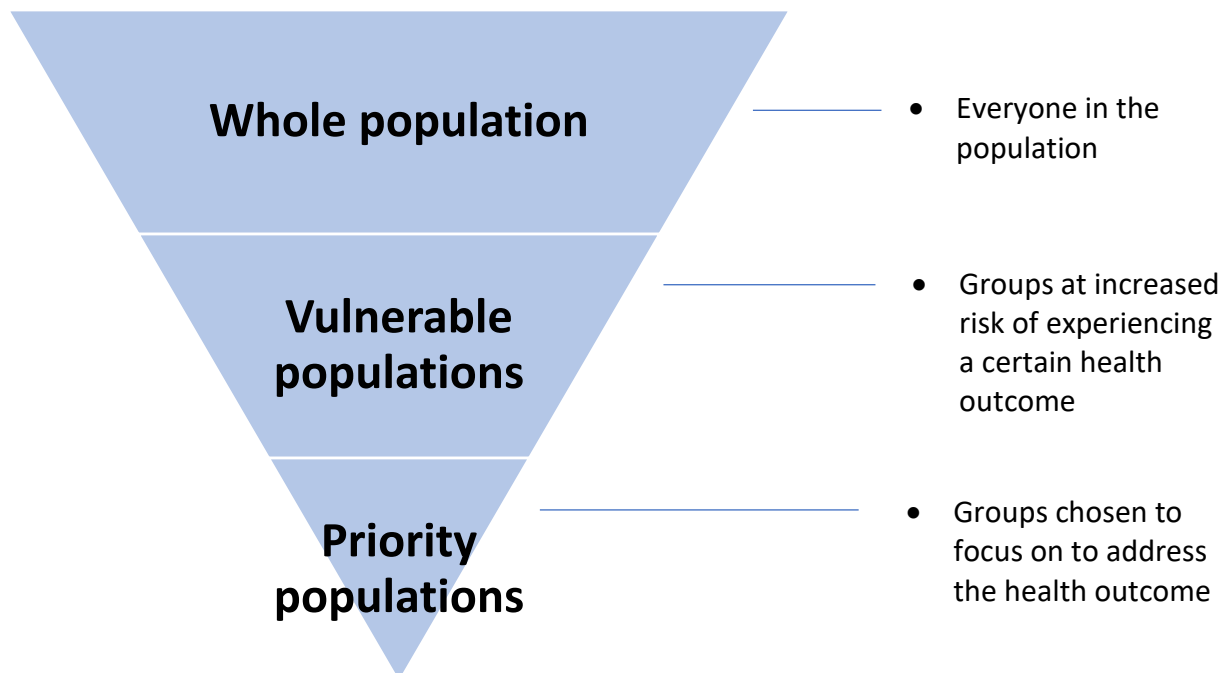 Whole population
• Everyone in the
population
Vulnerable
populations
• Groups at increased
risk of experiencing
a certain health
outcome
Priority
populations
• Groups chosen to
focus on to address
the health outcome